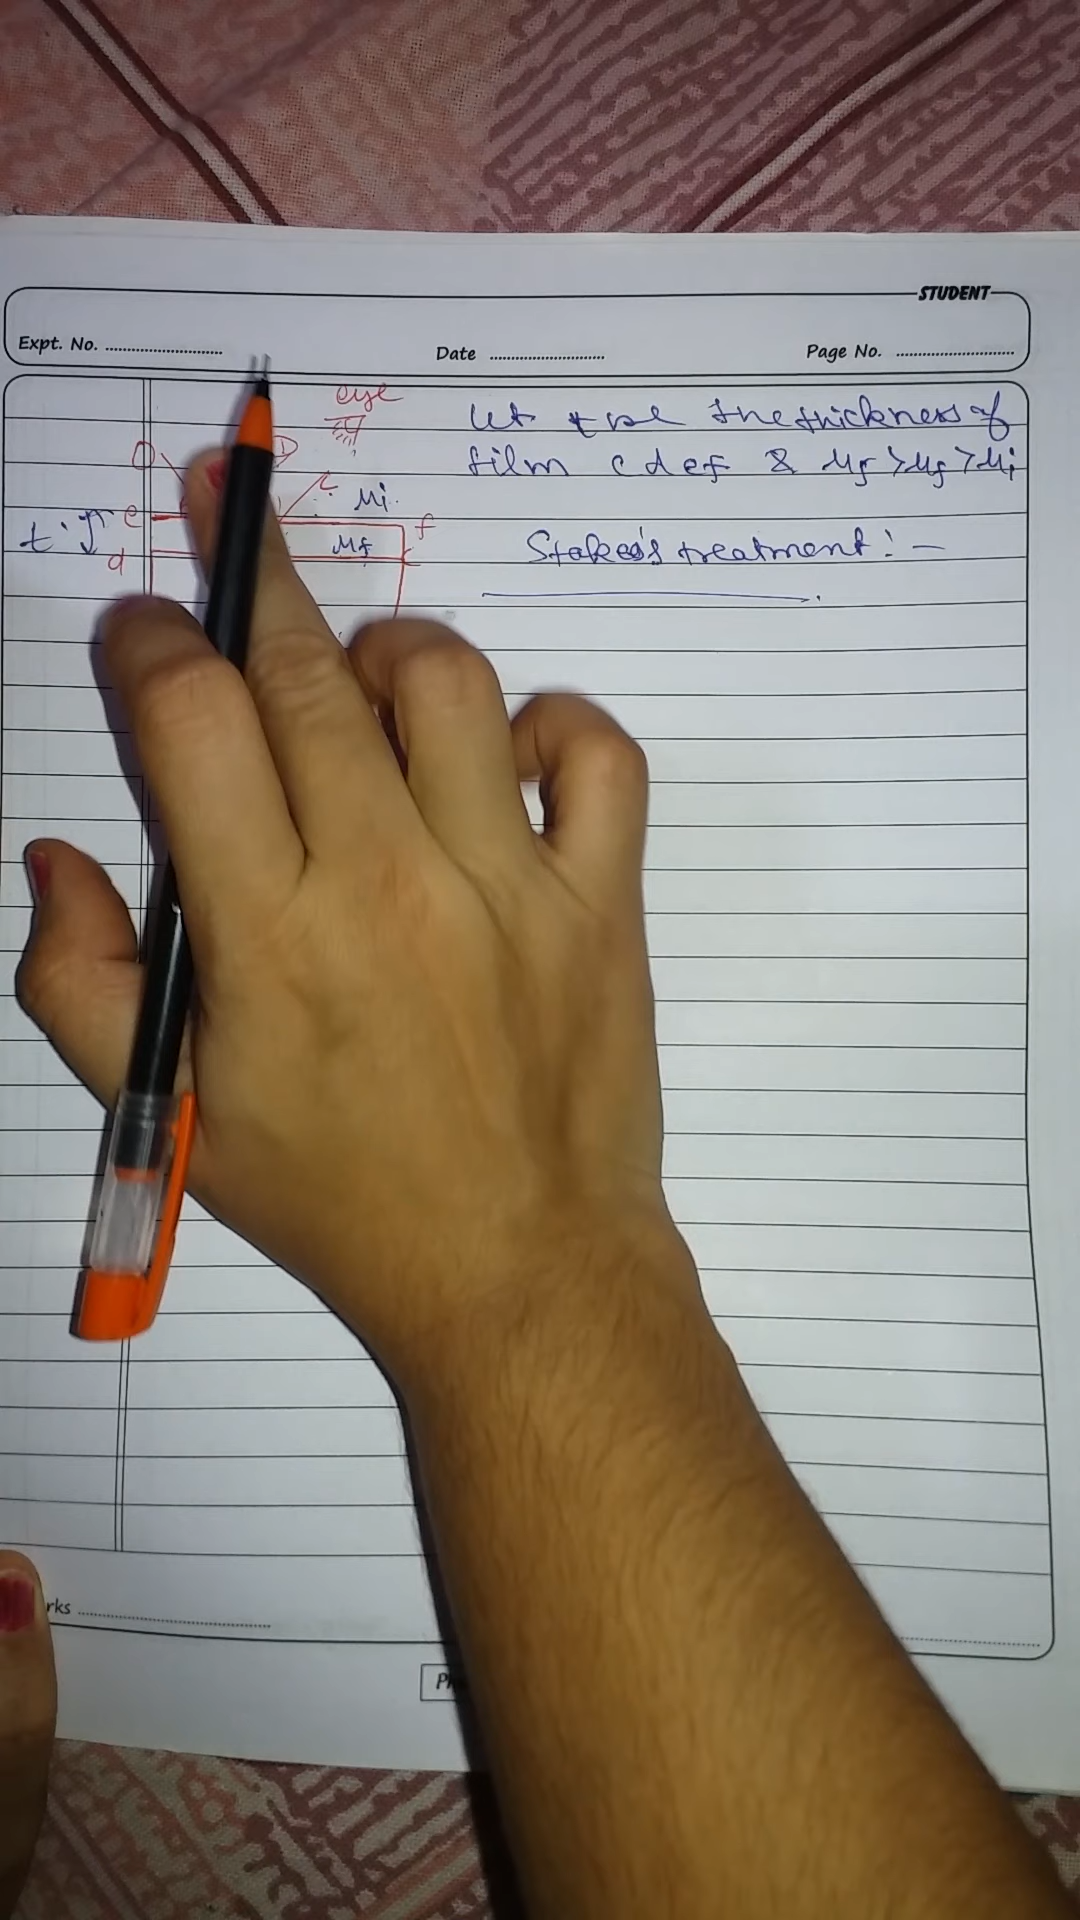 STUDENT
Expt. No.
Date
Page No.
eye
Let t be the thickness of
film cdef & μf > μi
μi
e
f
t
μf
d
Stokes's treatment: —
rks